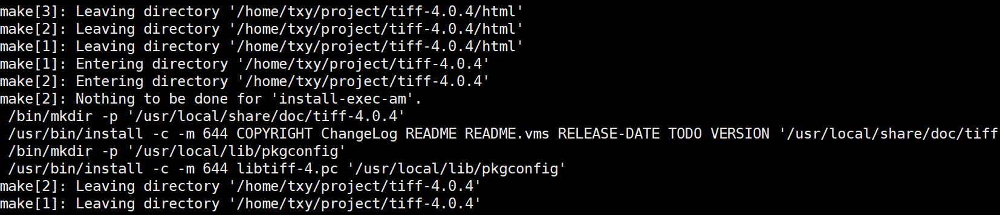 make[3]: Leaving directory '/home/txy/project/tiff-4.0.4/html'
make[2]: Leaving directory '/home/txy/project/tiff-4.0.4/html'
make[1]: Leaving directory '/home/txy/project/tiff-4.0.4/html'
make[1]: Entering directory '/home/txy/project/tiff-4.0.4'
make[2]: Entering directory '/home/txy/project/tiff-4.0.4'
make[2]: Nothing to be done for 'install-exec-am'.
 /bin/mkdir -p '/usr/local/share/doc/tiff-4.0.4'
 /usr/bin/install -c -m 644 COPYRIGHT ChangeLog README README.vms RELEASE-DATE TODO VERSION '/usr/local/share/doc/tiff
 /bin/mkdir -p '/usr/local/lib/pkgconfig'
 /usr/bin/install -c -m 644 libtiff-4.pc '/usr/local/lib/pkgconfig'
make[2]: Leaving directory '/home/txy/project/tiff-4.0.4'
make[1]: Leaving directory '/home/txy/project/tiff-4.0.4'